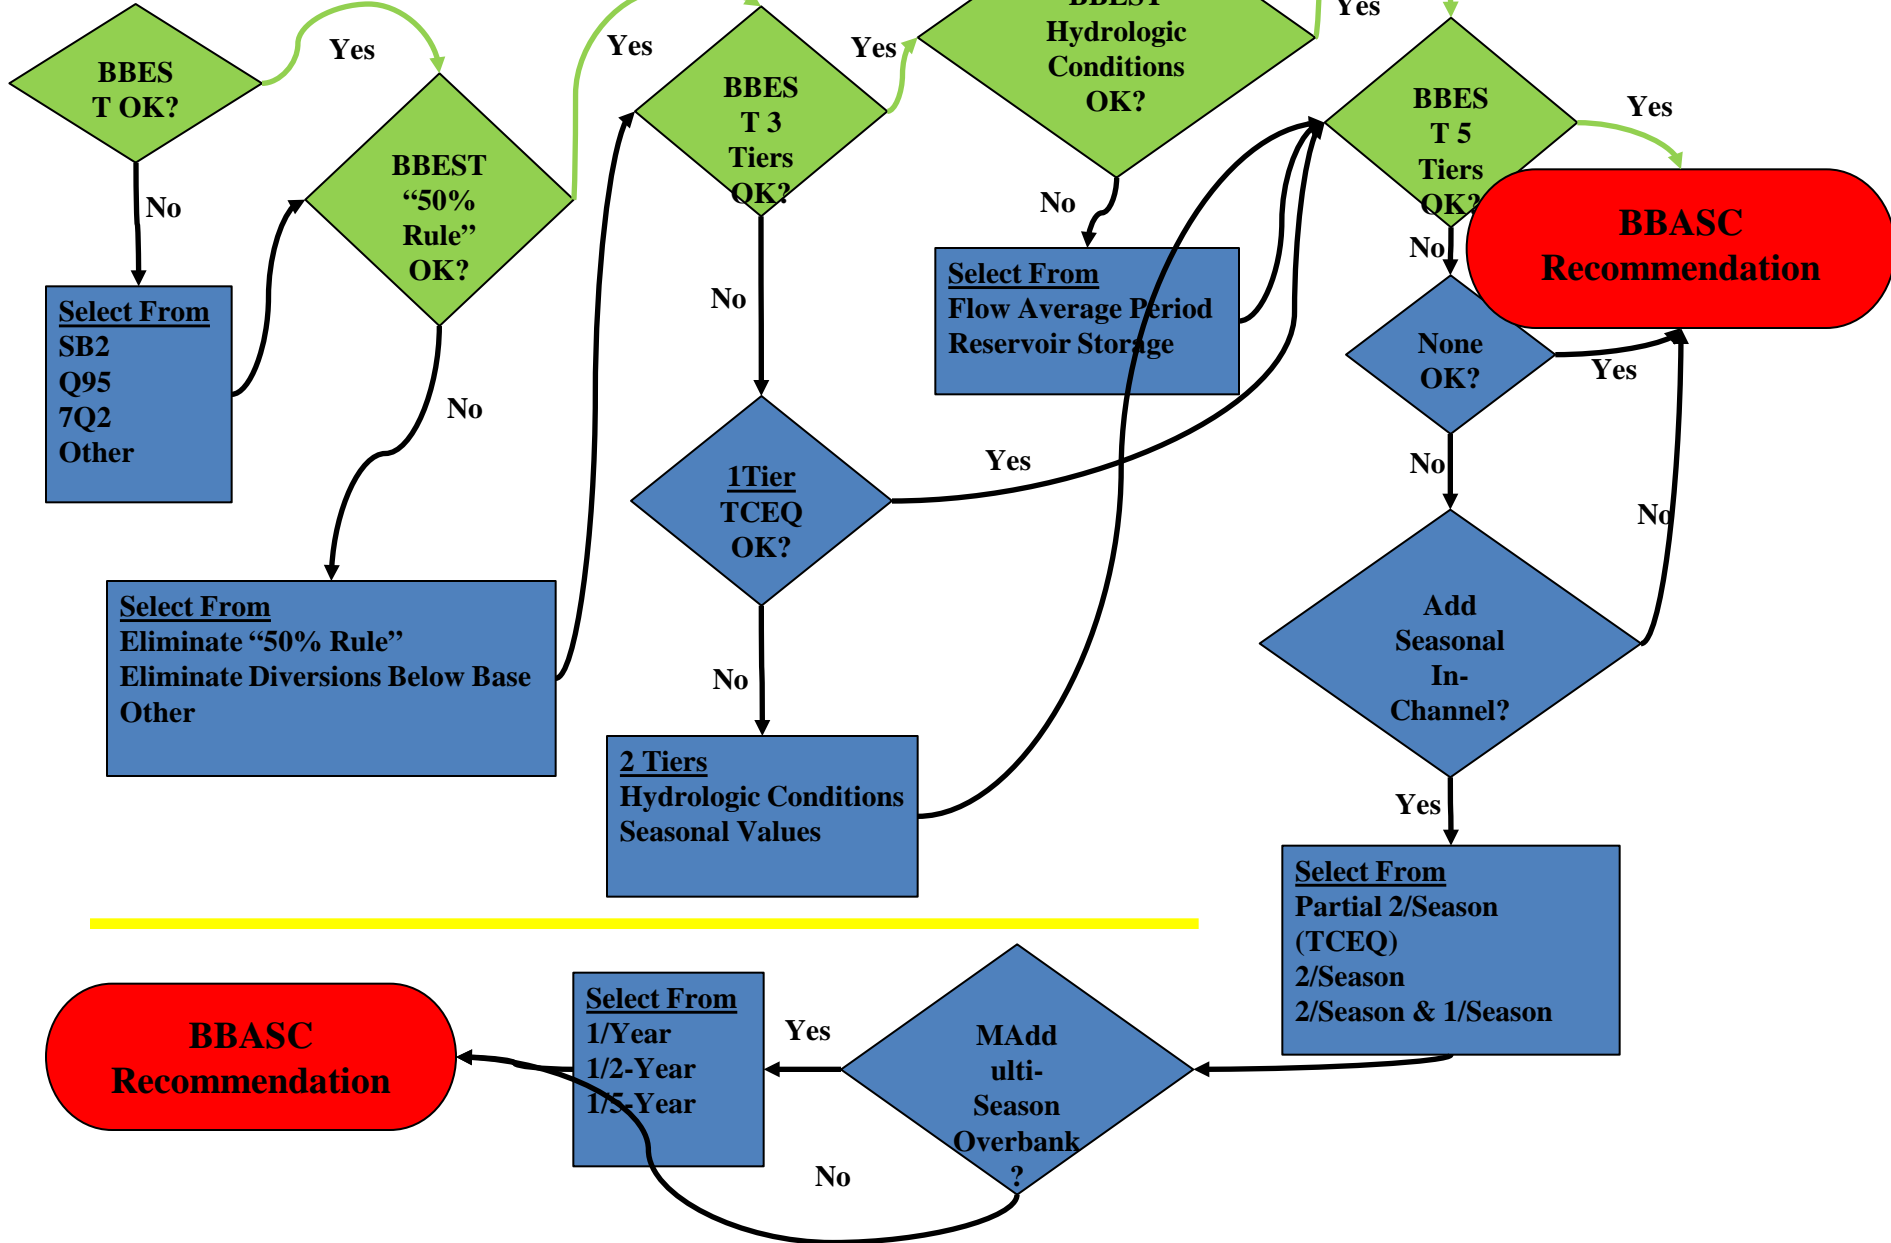 BBES
T OK?
Yes
No
Select From
SB2
Q95
7Q2
Other
BBEST
“50%
Rule”
OK?
Yes
No
Select From
Eliminate “50% Rule”
Eliminate Diversions Below Base
Other
BBES
T 3
Tiers
OK?
Yes
No
1Tier
TCEQ
OK?
Yes
No
2 Tiers
Hydrologic Conditions
Seasonal Values
BBEST
Hydrologic
Conditions
OK?
Yes
No
Select From
Flow Average Period
Reservoir Storage
BBES
T 5
Tiers
OK?
Yes
No
BBASC
Recommendation
None
OK?
Yes
No
Add
Seasonal
In-
Channel?
No
Yes
Select From
Partial 2/Season
(TCEQ)
2/Season
2/Season & 1/Season
MAdd
ulti-
Season
Overbank
?
Yes
No
Select From
1/Year
1/2-Year
1/5-Year
BBASC
Recommendation